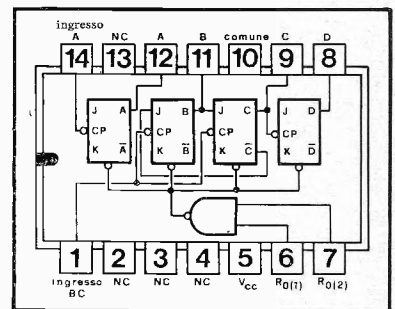 ingresso
A NC A B comune C D
14 13 12 11 10 9 8
J A J B J C J D
CP CP CP CP
K A̅ K B̅ K C̅ K D̅
1 2 3 4 5 6 7
ingresso NC NC NC Vcc R0(1) R0(2)
BC